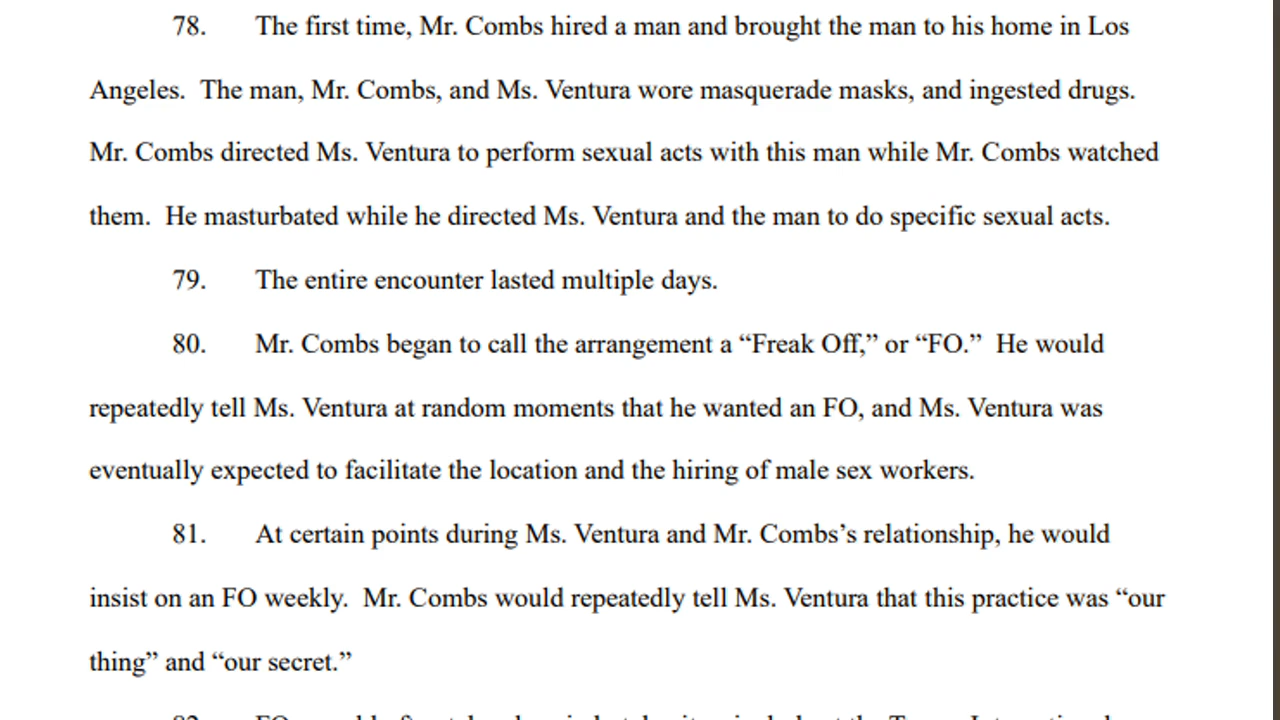 78. The first time, Mr. Combs hired a man and brought the man to his home in Los
Angeles. The man, Mr. Combs, and Ms. Ventura wore masquerade masks, and ingested drugs.
Mr. Combs directed Ms. Ventura to perform sexual acts with this man while Mr. Combs watched
them. He masturbated while he directed Ms. Ventura and the man to do specific sexual acts.
79. The entire encounter lasted multiple days.
80. Mr. Combs began to call the arrangement a “Freak Off,” or “FO.” He would
repeatedly tell Ms. Ventura at random moments that he wanted an FO, and Ms. Ventura was
eventually expected to facilitate the location and the hiring of male sex workers.
81. At certain points during Ms. Ventura and Mr. Combs’s relationship, he would
insist on an FO weekly. Mr. Combs would repeatedly tell Ms. Ventura that this practice was “our
thing” and “our secret.”
82.